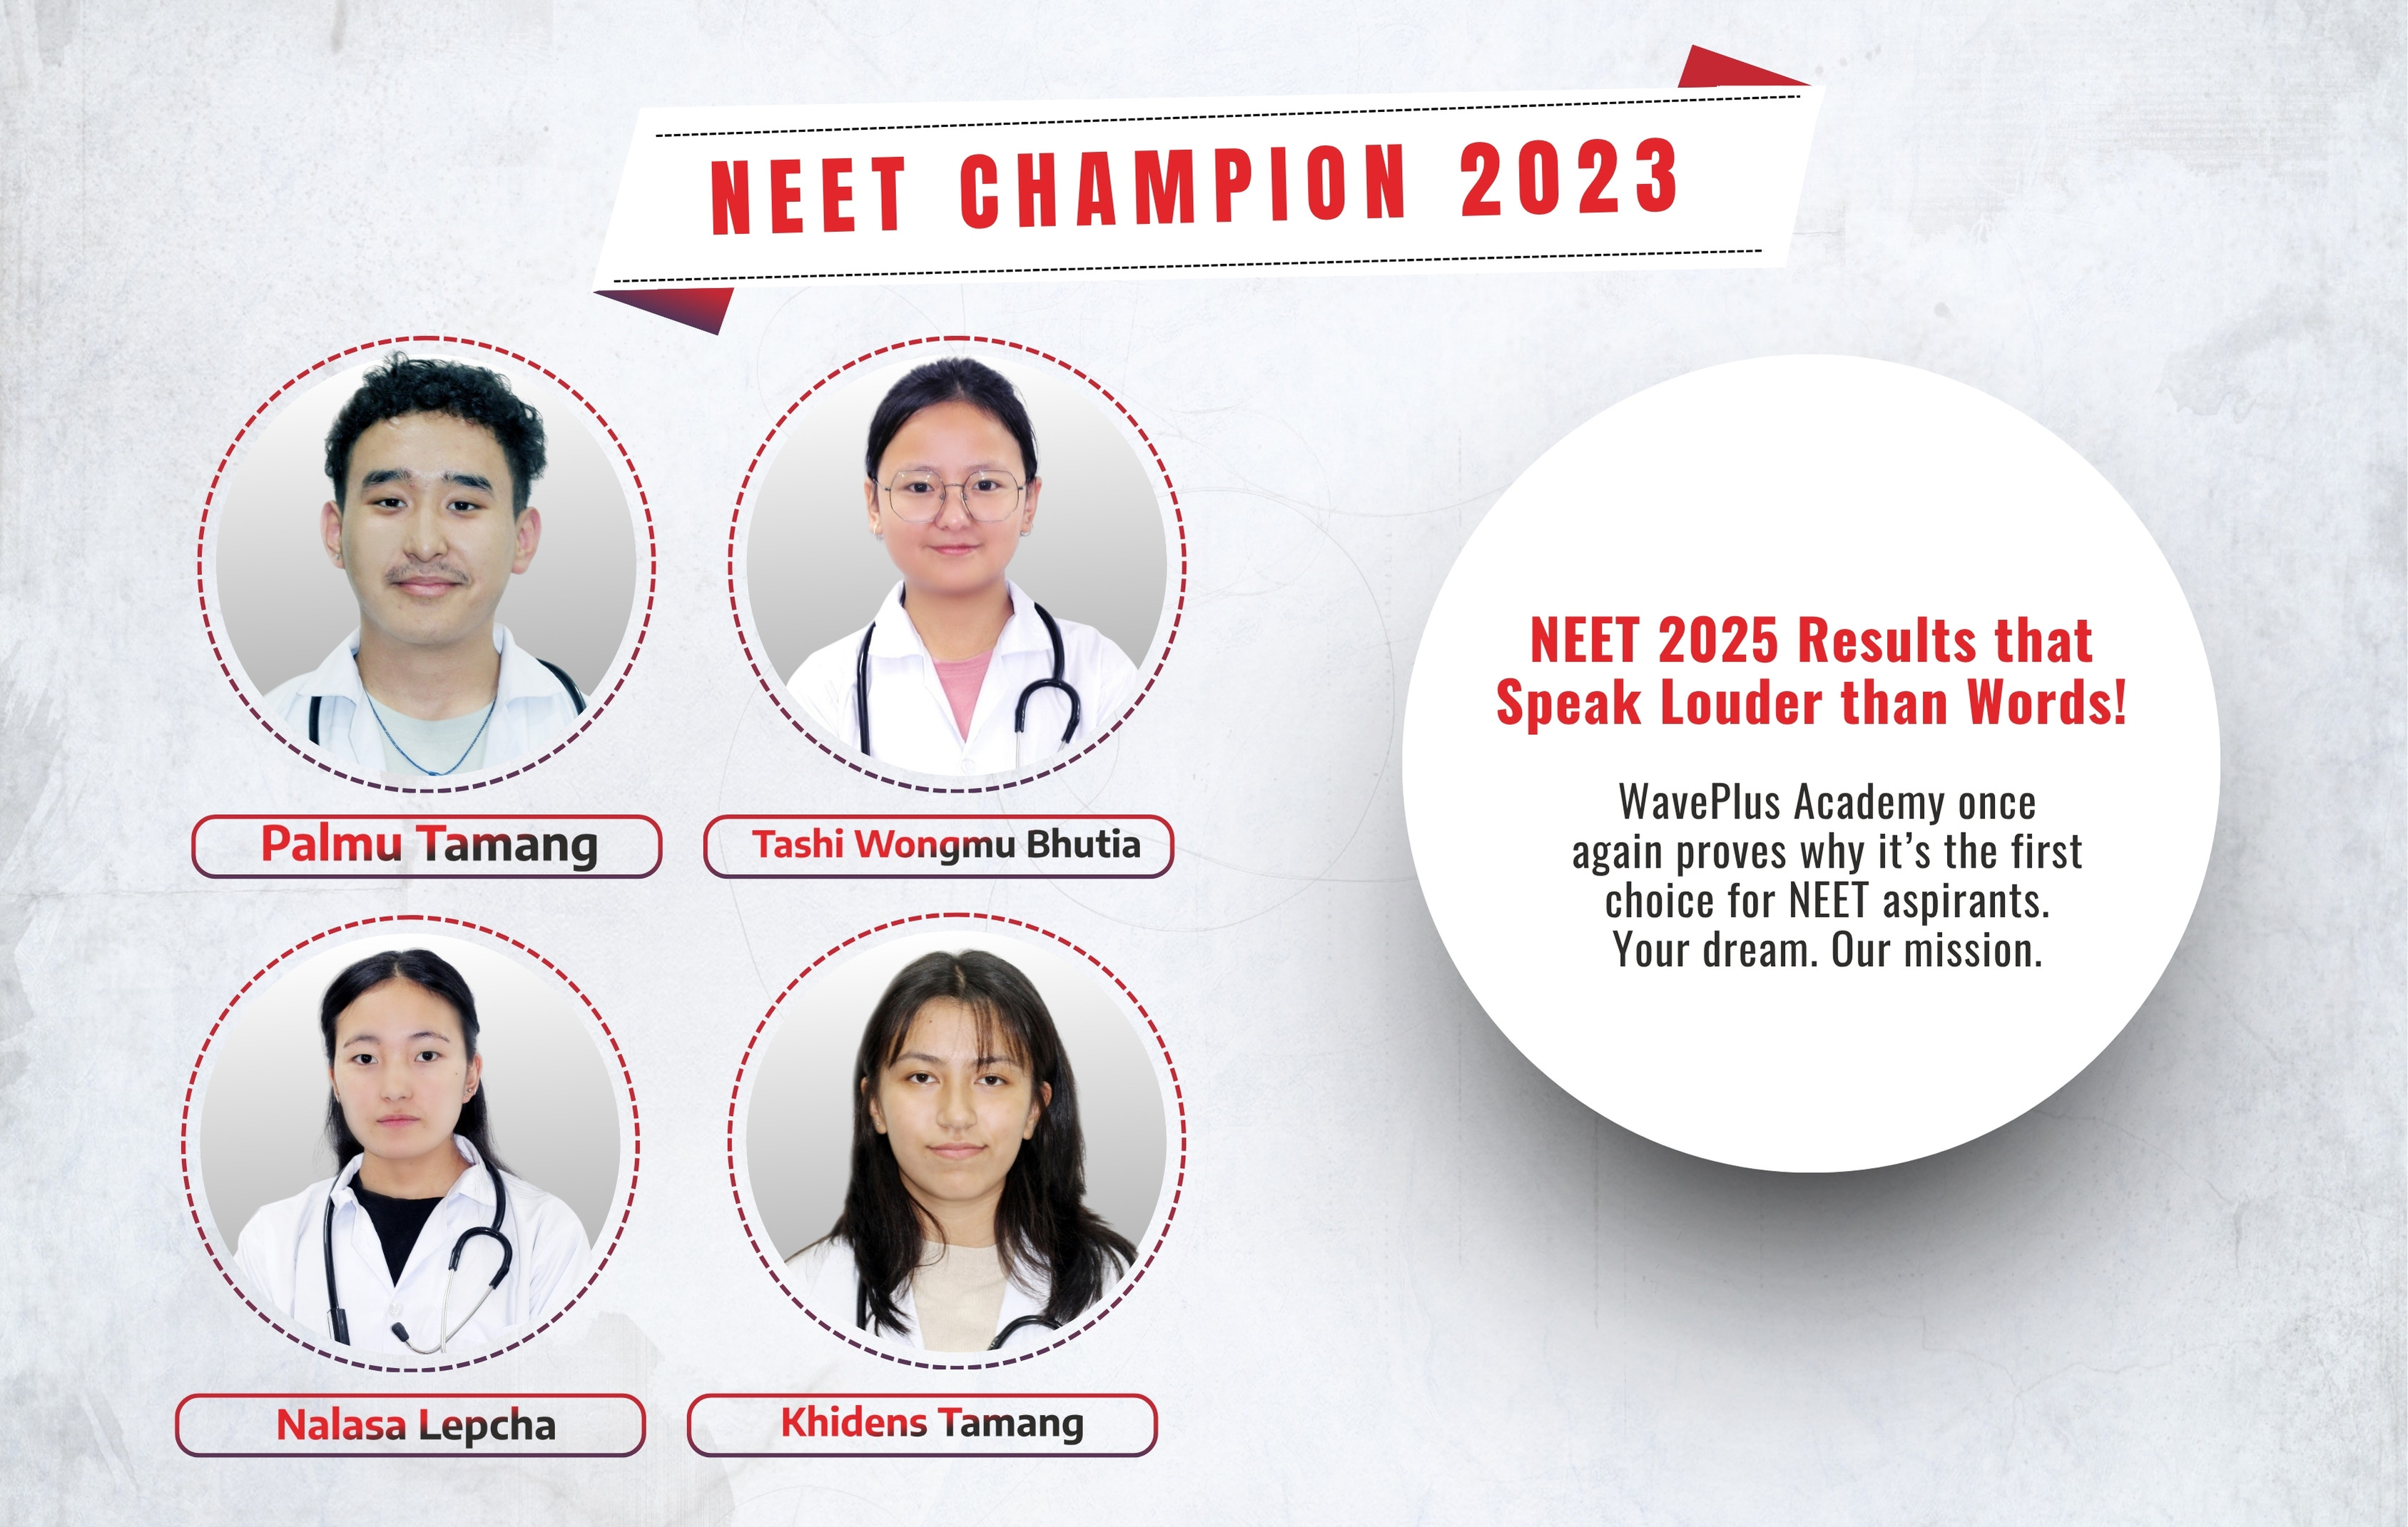 NEET CHAMPION 2023
Palmu Tamang
Tashi Wongmu Bhutia
Nalasa Lepcha
Khidens Tamang
NEET 2025 Results that
Speak Louder than Words!
WavePlus Academy once
again proves why it’s the first
choice for NEET aspirants.
Your dream. Our mission.